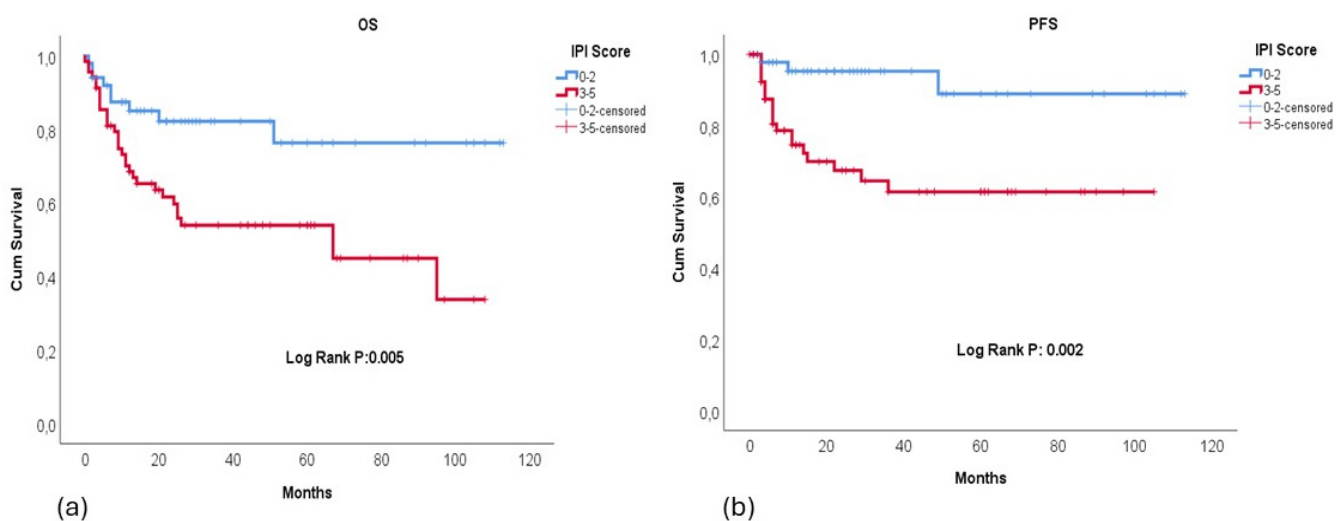 OS
IPI Score
0-2
3-5
0-2-censored
3-5-censored
1,0
0,8
0,6
0,4
0,2
0,0
Cum Survival
Log Rank P:0.005
0 20 40 60 80 100 120
Months
(a)
PFS
IPI Score
0-2
3-5
0-2-censored
3-5-censored
1,0
0,8
0,6
0,4
0,2
0,0
Cum Survival
Log Rank P: 0.002
0 20 40 60 80 100 120
Months
(b)